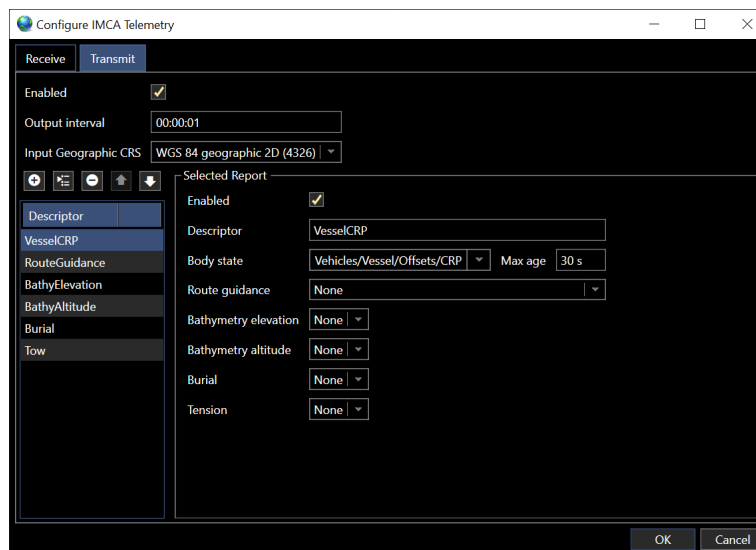 Configure IMCA Telemetry
Receive Transmit
Enabled
Output interval 00:00:01
Input Geographic CRS WGS 84 geographic 2D (4326)
Selected Report
Enabled
Descriptor VesselCRP
Body state Vehicles/Vessel/Offsets/CRP Max age 30 s
Route guidance None
Bathymetry elevation None
Bathymetry altitude None
Burial None
Tension None
Descriptor
VesselCRP
RouteGuidance
BathyElevation
BathyAltitude
Burial
Tow
OK Cancel